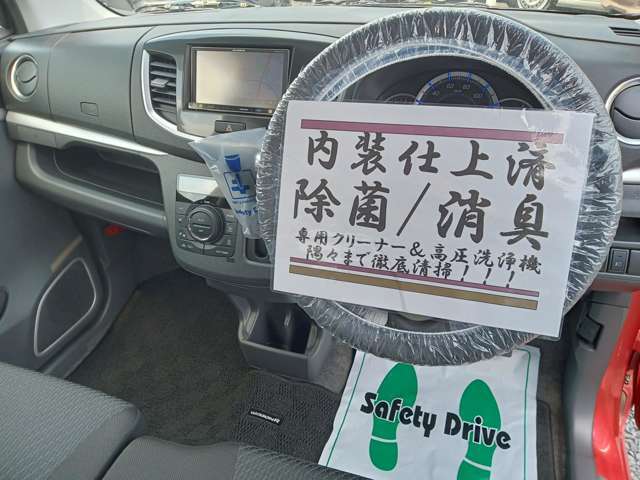 内装仕上済
除菌/消臭
専用クリーナー&高圧洗浄機
隅々まで徹底清掃!!!
Safety Drive